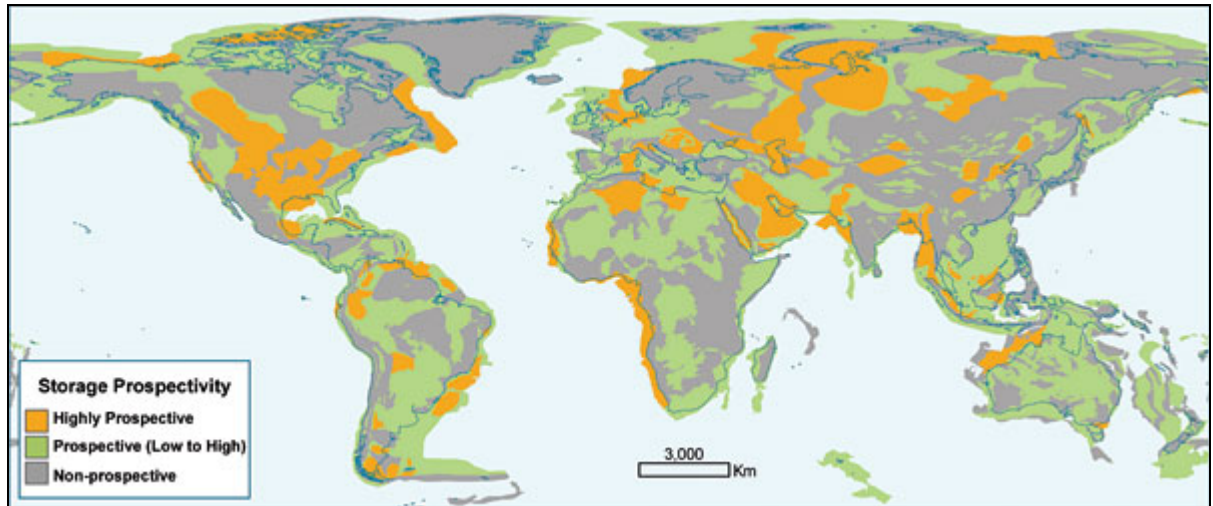 Storage Prospectivity
Highly Prospective
Prospective (Low to High)
Non-prospective
3,000
Km